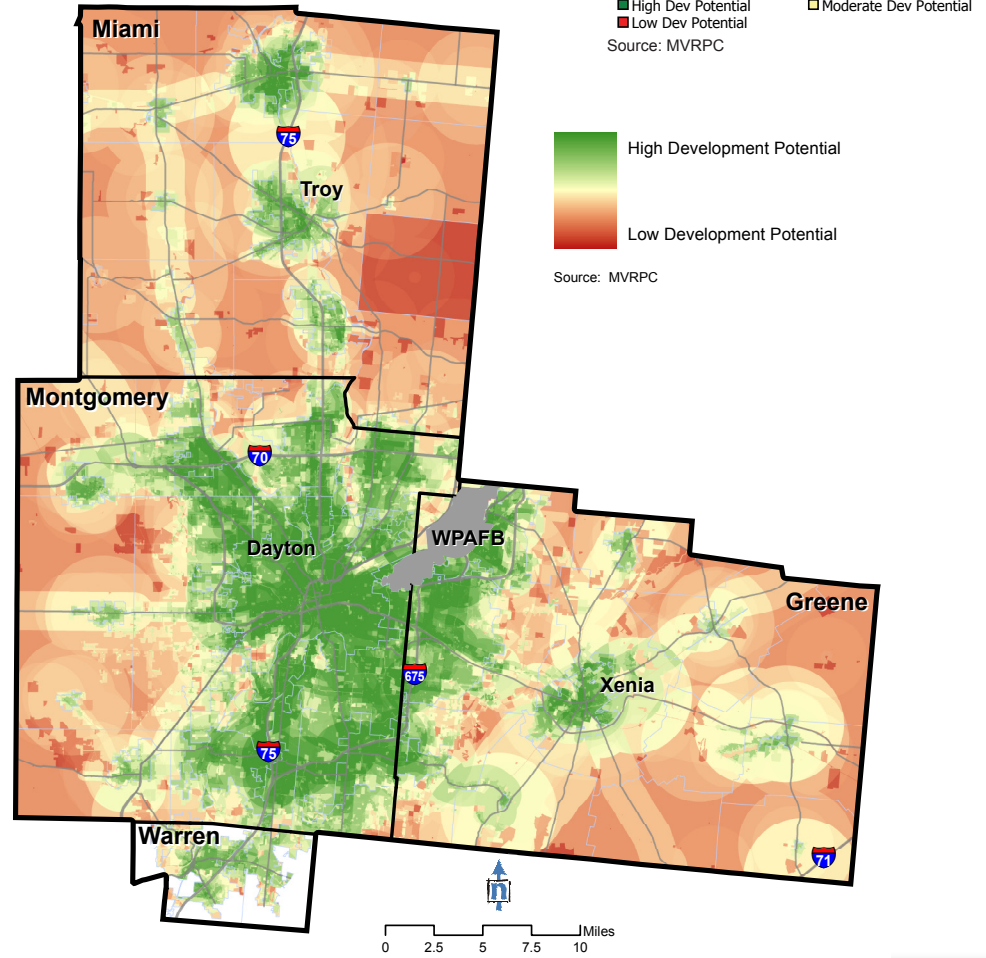 High Dev Potential
Moderate Dev Potential
Low Dev Potential
Source: MVRPC
Miami
75
High Development Potential
Troy
Low Development Potential
Source: MVRPC
Montgomery
70
WPAFB
Dayton
Greene
675
Xenia
75
Warren
71
n
Miles
0 2.5 5 7.5 10